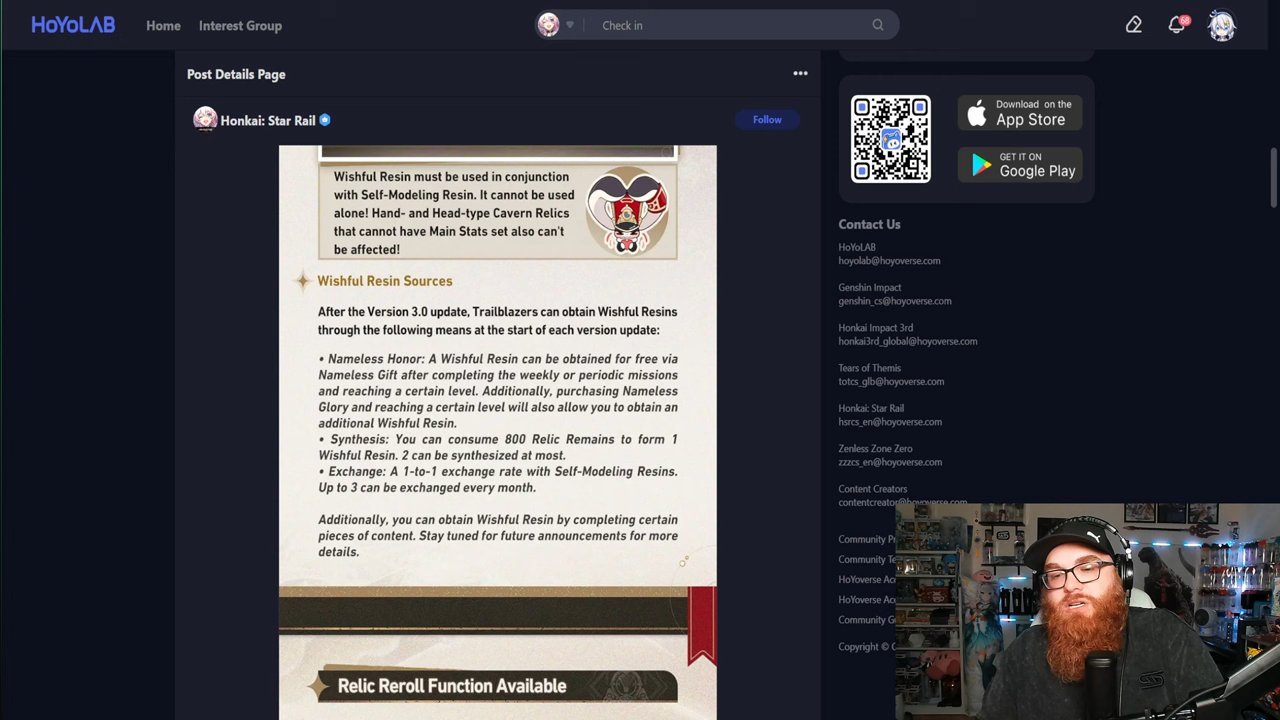 HoYoLAB
Home
Interest Group
Check in
68
Post Details Page
Honkai: Star Rail
Follow
Wishful Resin must be used in conjunction
with Self-Modeling Resin. It cannot be used
alone! Hand- and Head-type Cavern Relics
that cannot have Main Stats set also can't
be affected!
Wishful Resin Sources
After the Version 3.0 update, Trailblazers can obtain Wishful Resins
through the following means at the start of each version update:
• Nameless Honor: A Wishful Resin can be obtained for free via
Nameless Gift after completing the weekly or periodic missions
and reaching a certain level. Additionally, purchasing Nameless
Glory and reaching a certain level will also allow you to obtain an
additional Wishful Resin.
• Synthesis: You can consume 800 Relic Remains to form 1
Wishful Resin. 2 can be synthesized at most.
• Exchange: A 1-to-1 exchange rate with Self-Modeling Resins.
Up to 3 can be exchanged every month.
Additionally, you can obtain Wishful Resin by completing certain
pieces of content. Stay tuned for future announcements for more
details.
Relic Reroll Function Available
Download on the
App Store
GET IT ON
Google Play
Contact Us
HoYoLAB
hoyolab@hoyoverse.com
Genshin Impact
genshin_cs@hoyoverse.com
Honkai Impact 3rd
honkai3rd_global@hoyoverse.com
Tears of Themis
totcs_glb@hoyoverse.com
Honkai: Star Rail
hsrcs_en@hoyoverse.com
Zenless Zone Zero
zzzcs_en@hoyoverse.com
Content Creators
contentcreator@hoyoverse.com
Community
Community
HoYoverse
HoYoverse
Community
Copyright ©